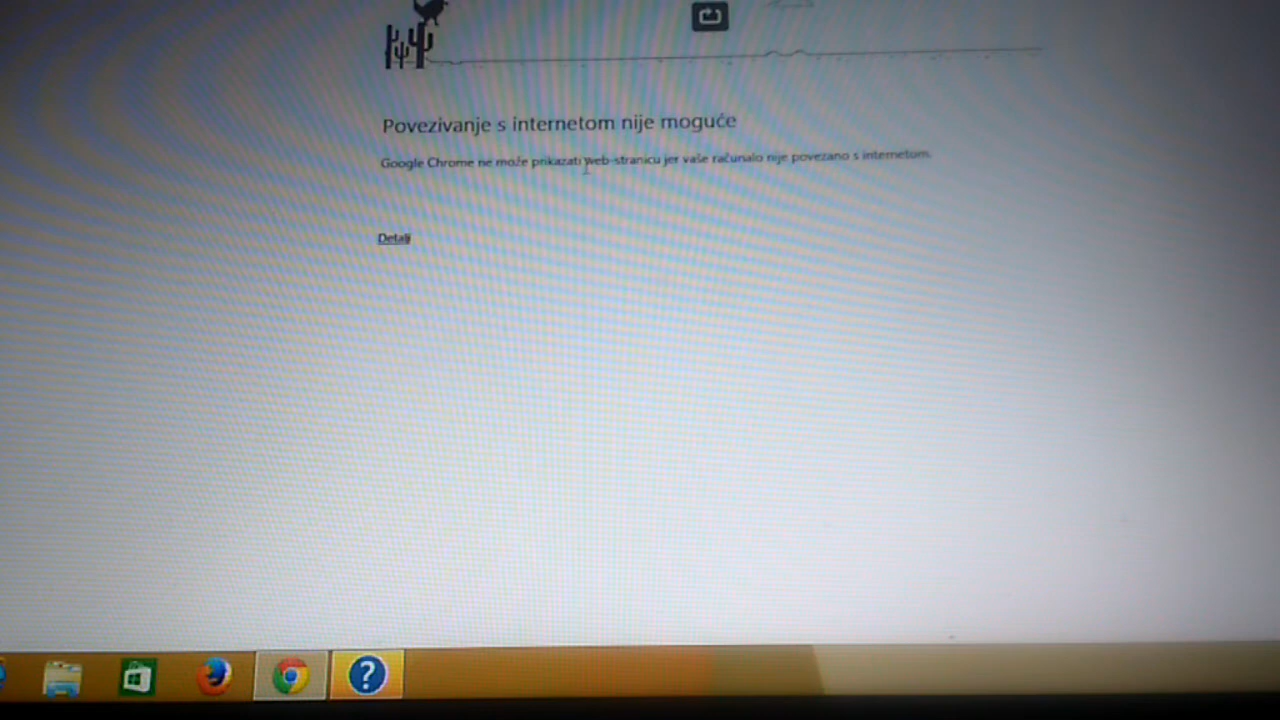 Povezivanje s internetom nije moguće
Google Chrome ne može prikazati web-stranicu jer vaše računalo nije povezano s internetom.
Detalji
?